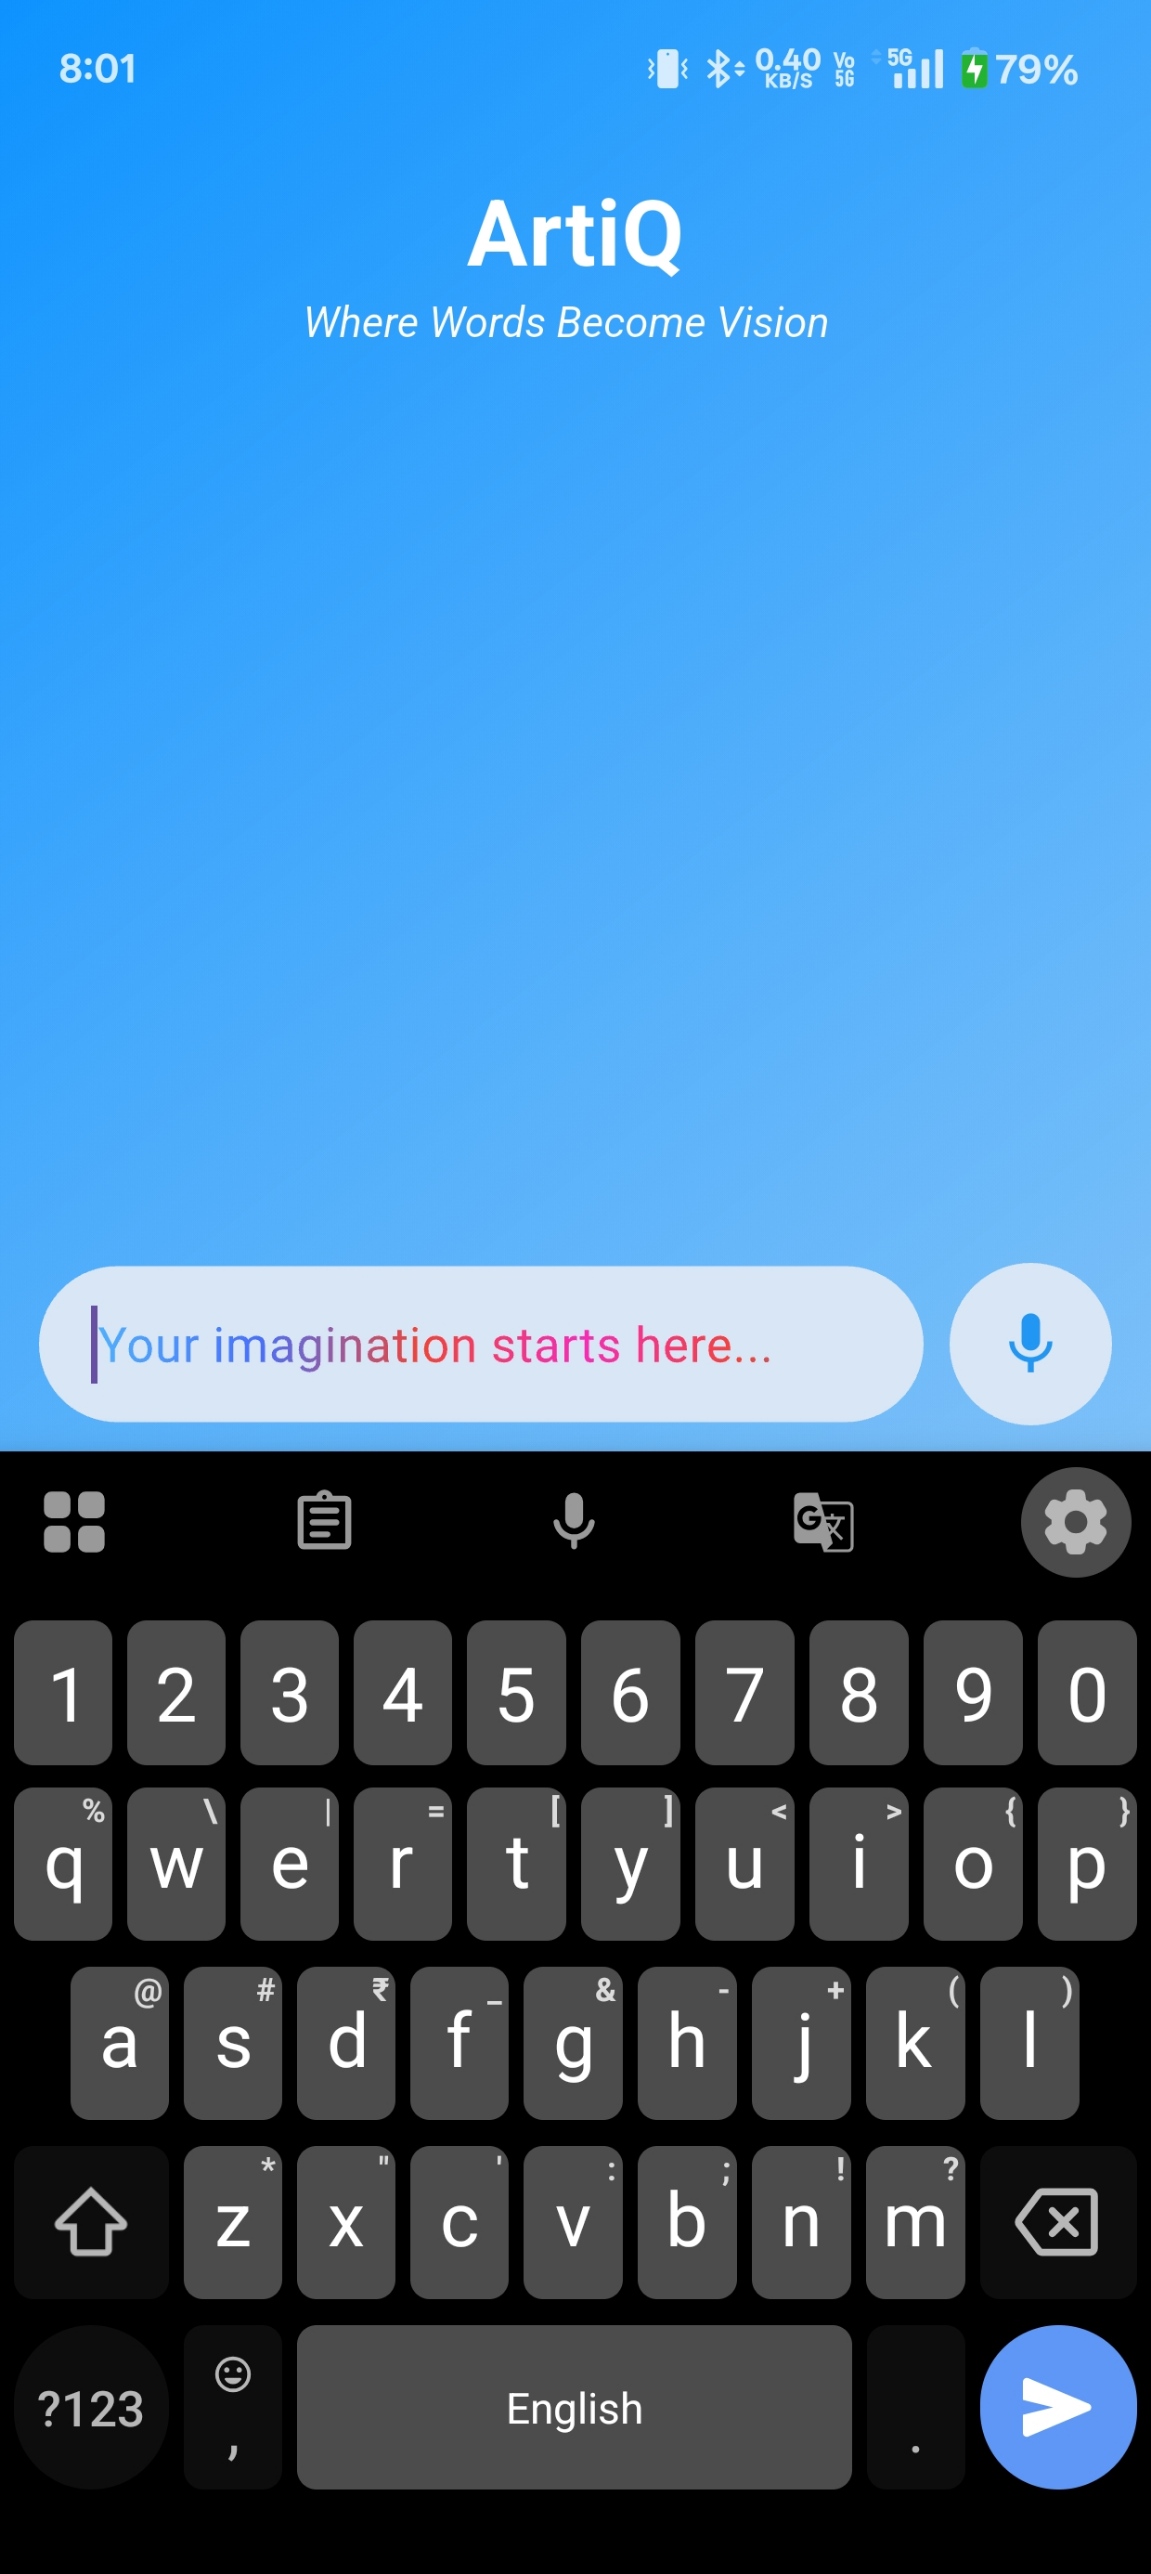 8:01 0.40 KB/S Vo 5G 5G 79%
ArtiQ
Where Words Become Vision
Your imagination starts here...
1 2 3 4 5 6 7 8 9 0
% \ | = [ ] < > { }
q w e r t y u i o p
@ # ₹ _ & - + ( )
a s d f g h j k l
* " ' : ; ! ?
z x c v b n m
?123 , English .